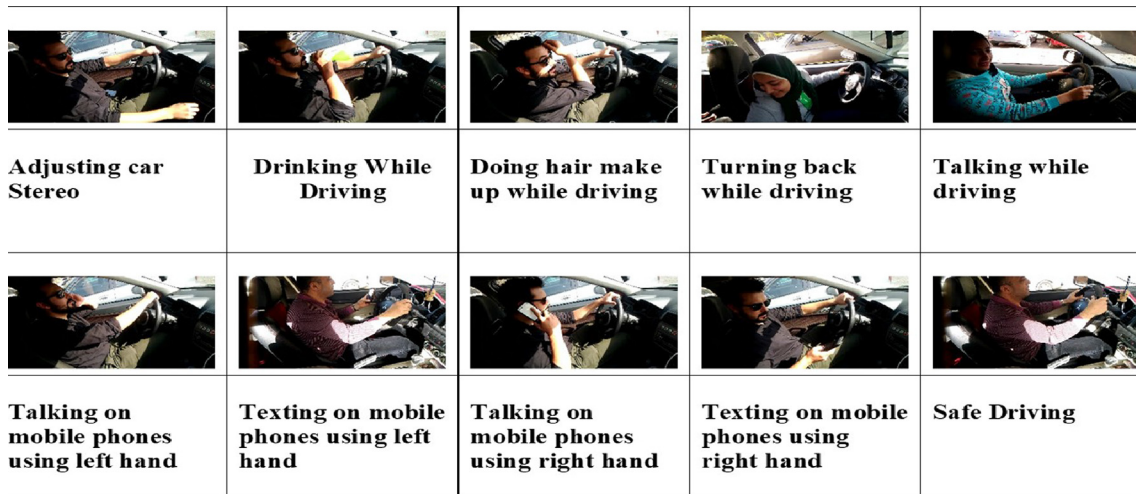 Adjusting car
Stereo
Drinking While
Driving
Doing hair make
up while driving
Turning back
while driving
Talking while
driving
Talking on
mobile phones
using left hand
Texting on mobile
phones using left
hand
Talking on
mobile phones
using right hand
Texting on mobile
phones using
right hand
Safe Driving